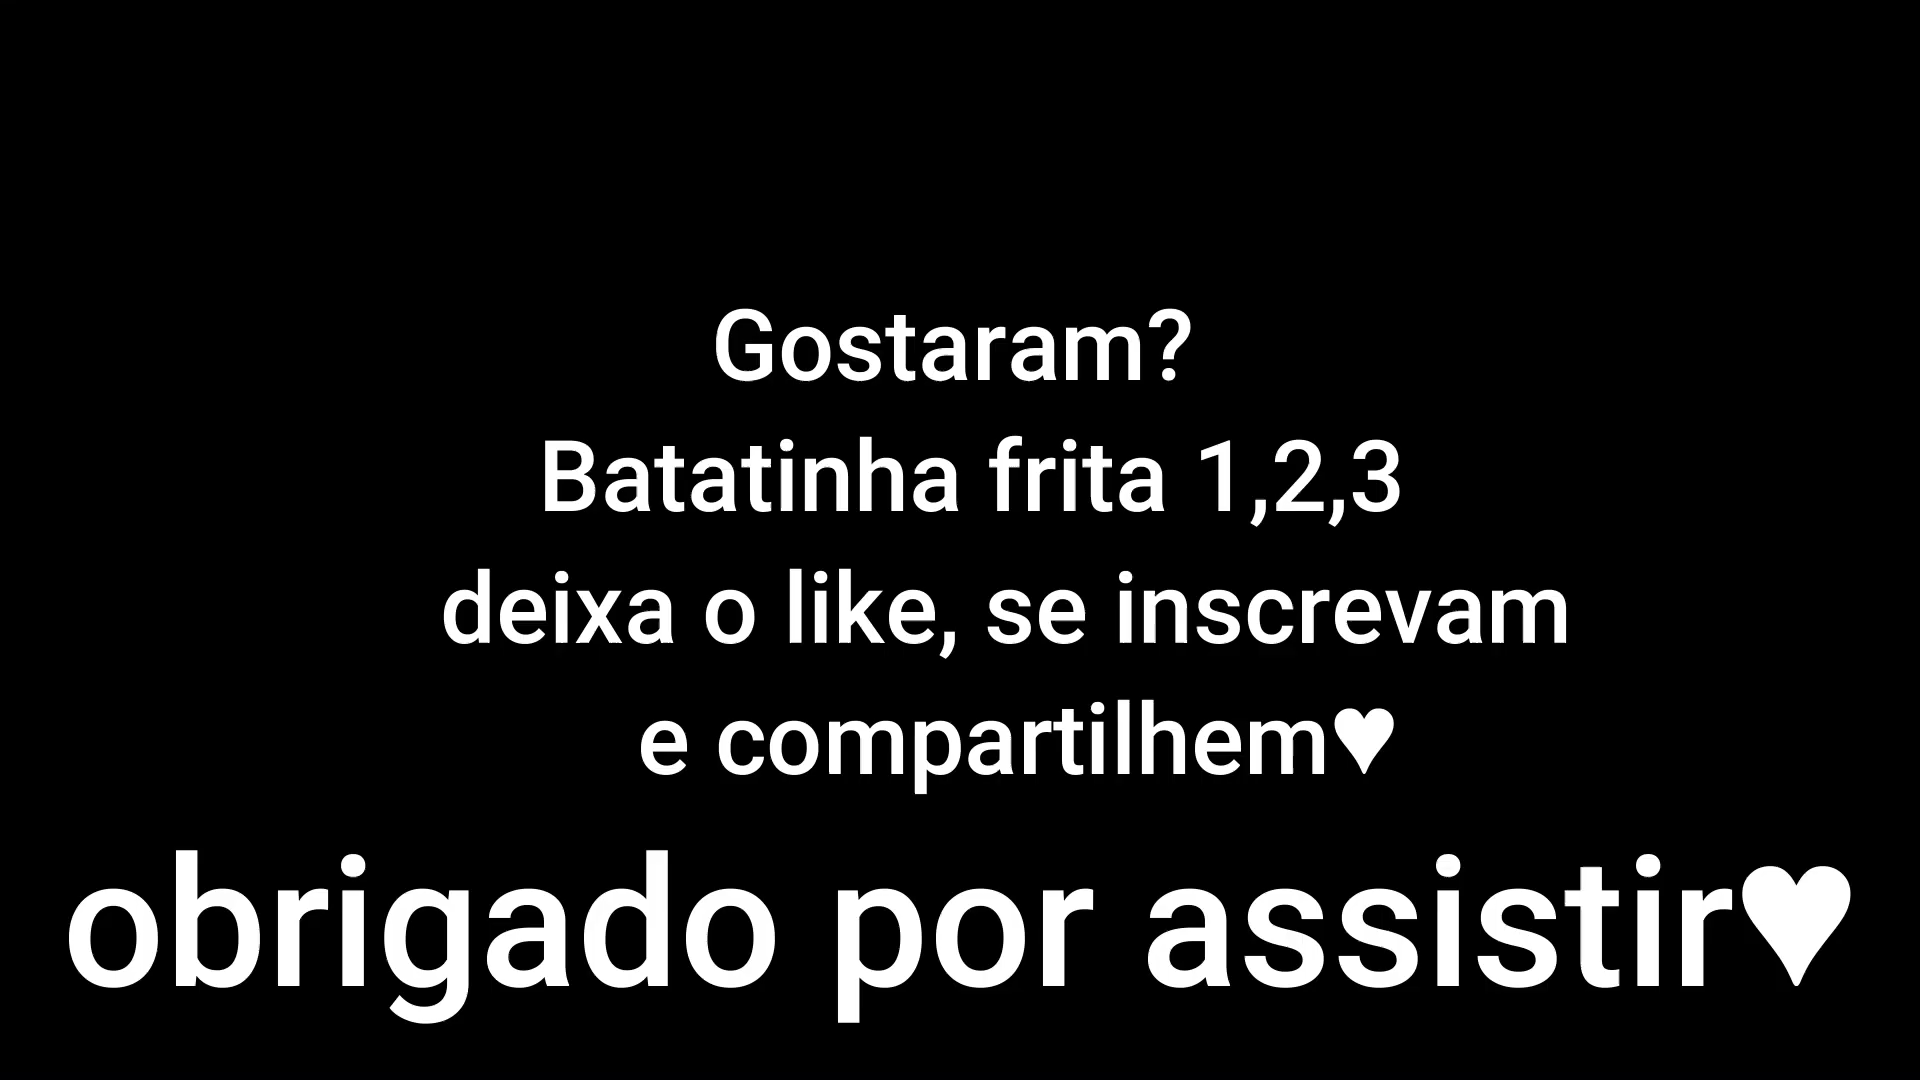 Gostaram?
Batatinha frita 1,2,3
deixa o like, se inscrevam
e compartilhem♥
obrigado por assistir♥